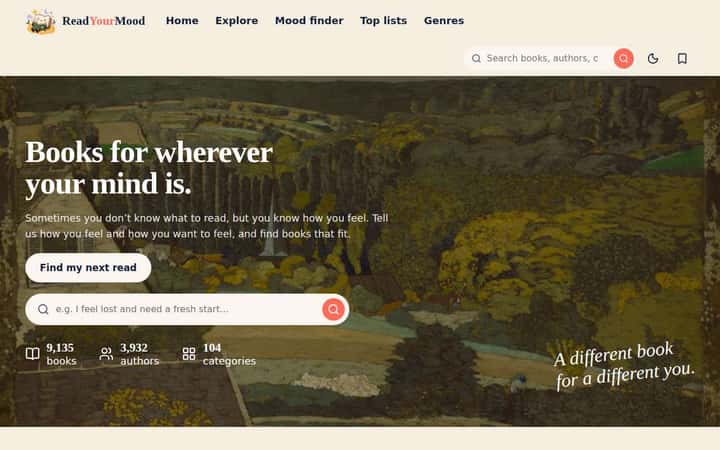 ReadYourMood
Home
Explore
Mood finder
Top lists
Genres
Search books, authors, c
Books for wherever
your mind is.
Sometimes you don’t know what to read, but you know how you feel. Tell
us how you feel and how you want to feel, and find books that fit.
Find my next read
e.g. I feel lost and need a fresh start...
9,135
books
3,932
authors
104
categories
A different book
for a different you.